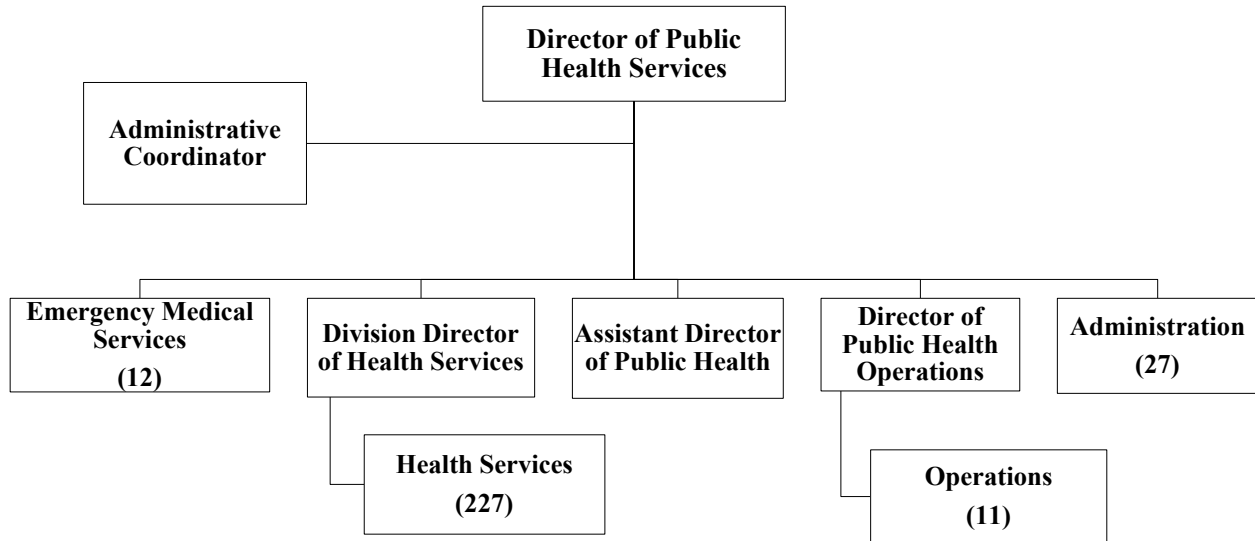 Director of Public
Health Services
Administrative
Coordinator
Emergency Medical
Services
(12)
Division Director
of Health Services
Assistant Director
of Public Health
Director of
Public Health
Operations
Administration
(27)
Health Services
(227)
Operations
(11)